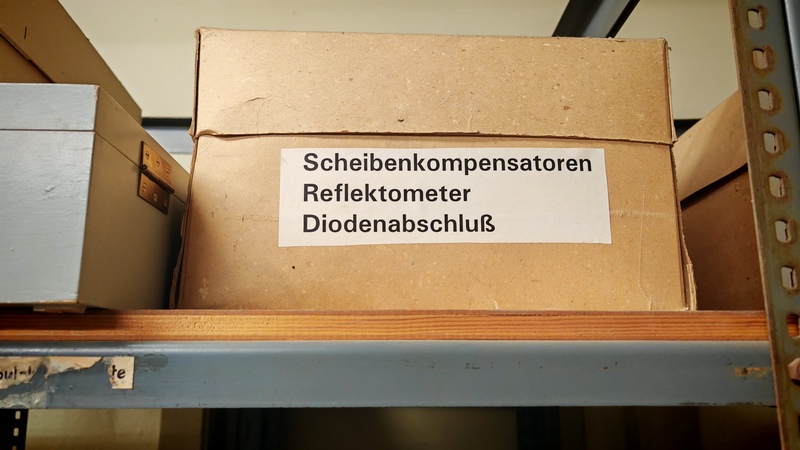 Scheibenkompensatoren
Reflektometer
Diodenabschluß